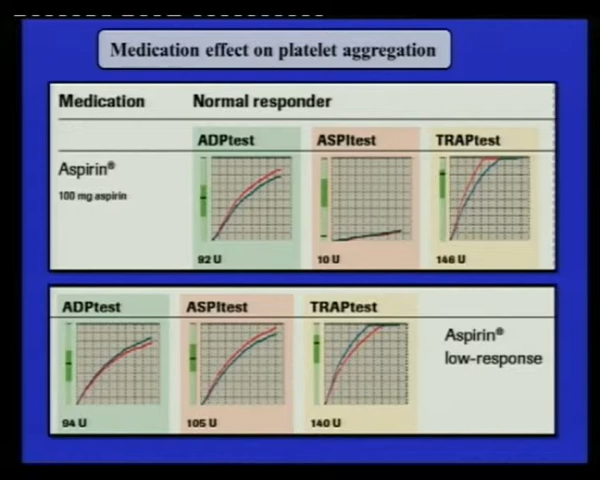 Medication effect on platelet aggregation
Medication Normal responder
ADPtest ASPItest TRAPtest
Aspirin®
100 mg aspirin
92 U 10 U 146 U
ADPtest ASPItest TRAPtest
Aspirin®
low-response
94 U 105 U 140 U